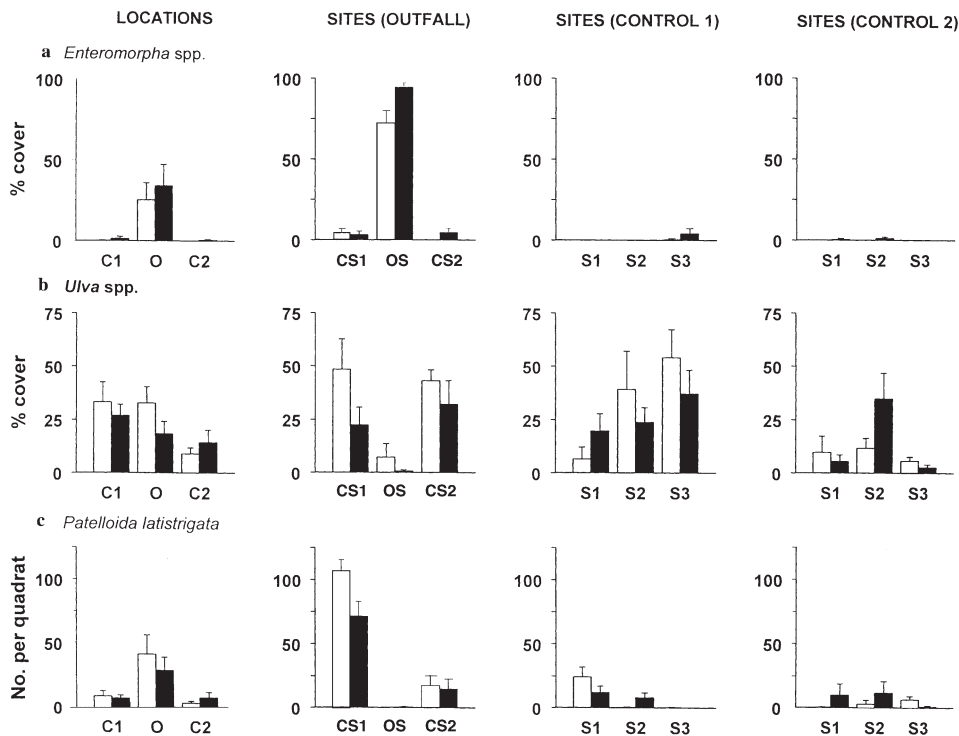 LOCATIONS SITES (OUTFALL) SITES (CONTROL 1) SITES (CONTROL 2)
a Enteromorpha spp.
% cover
100 100 100 100
50 50 50 50
0 0 0 0
C1 O C2 CS1 OS CS2 S1 S2 S3 S1 S2 S3
b Ulva spp.
% cover
75 75 75 75
50 50 50 50
25 25 25 25
0 0 0 0
C1 O C2 CS1 OS CS2 S1 S2 S3 S1 S2 S3
c Patelloida latistrigata
No. per quadrat
100 100 100 100
50 50 50 50
0 0 0 0
C1 O C2 CS1 OS CS2 S1 S2 S3 S1 S2 S3